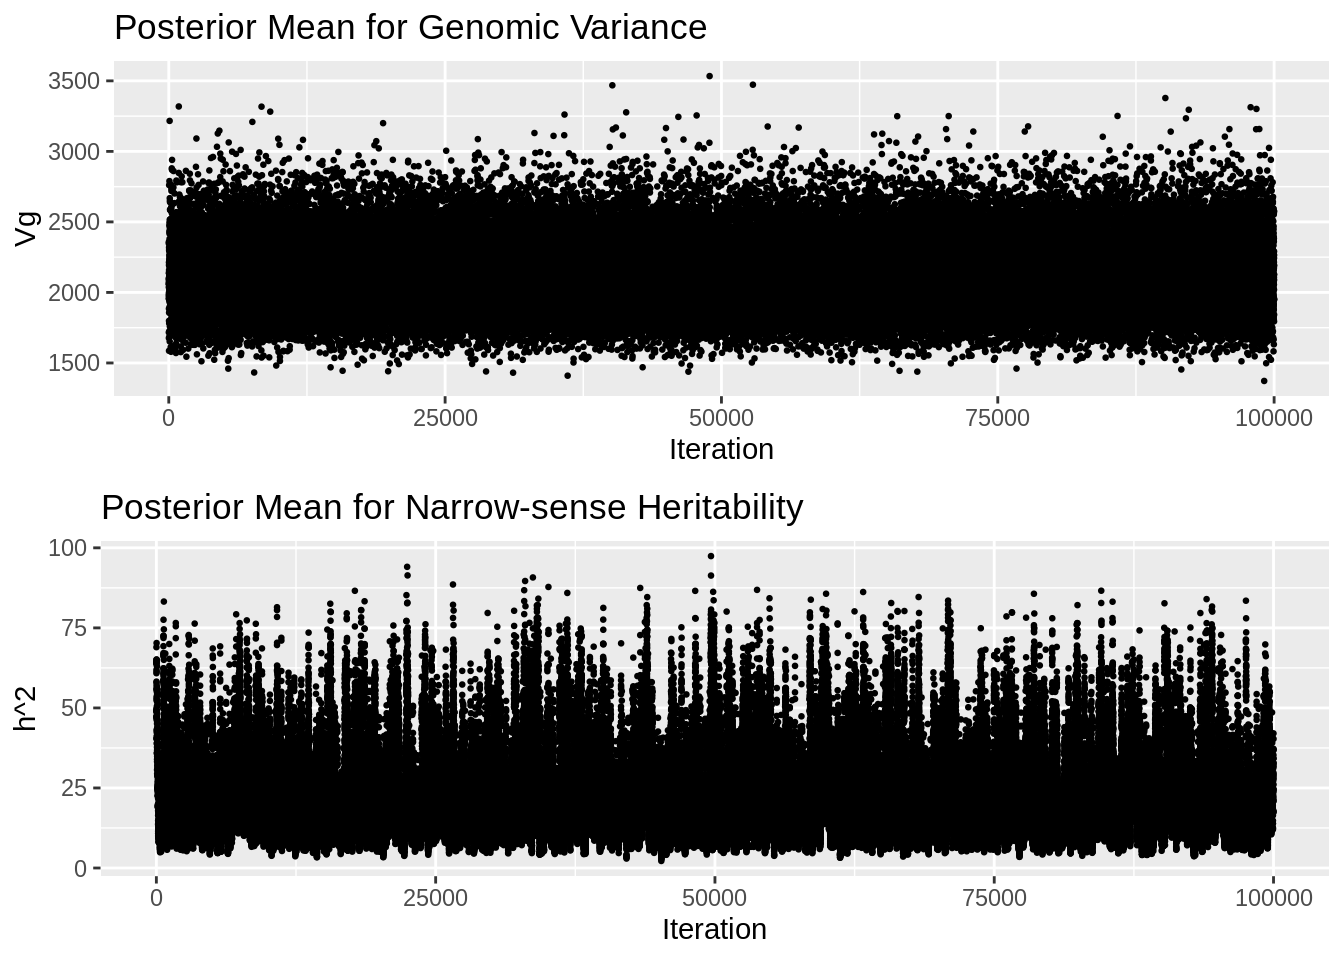 Posterior Mean for Genomic Variance
3500
3000
2500
2000
1500
Vg
0 25000 50000 75000 100000
Iteration
Posterior Mean for Narrow-sense Heritability
100
75
50
25
0
h^2
0 25000 50000 75000 100000
Iteration